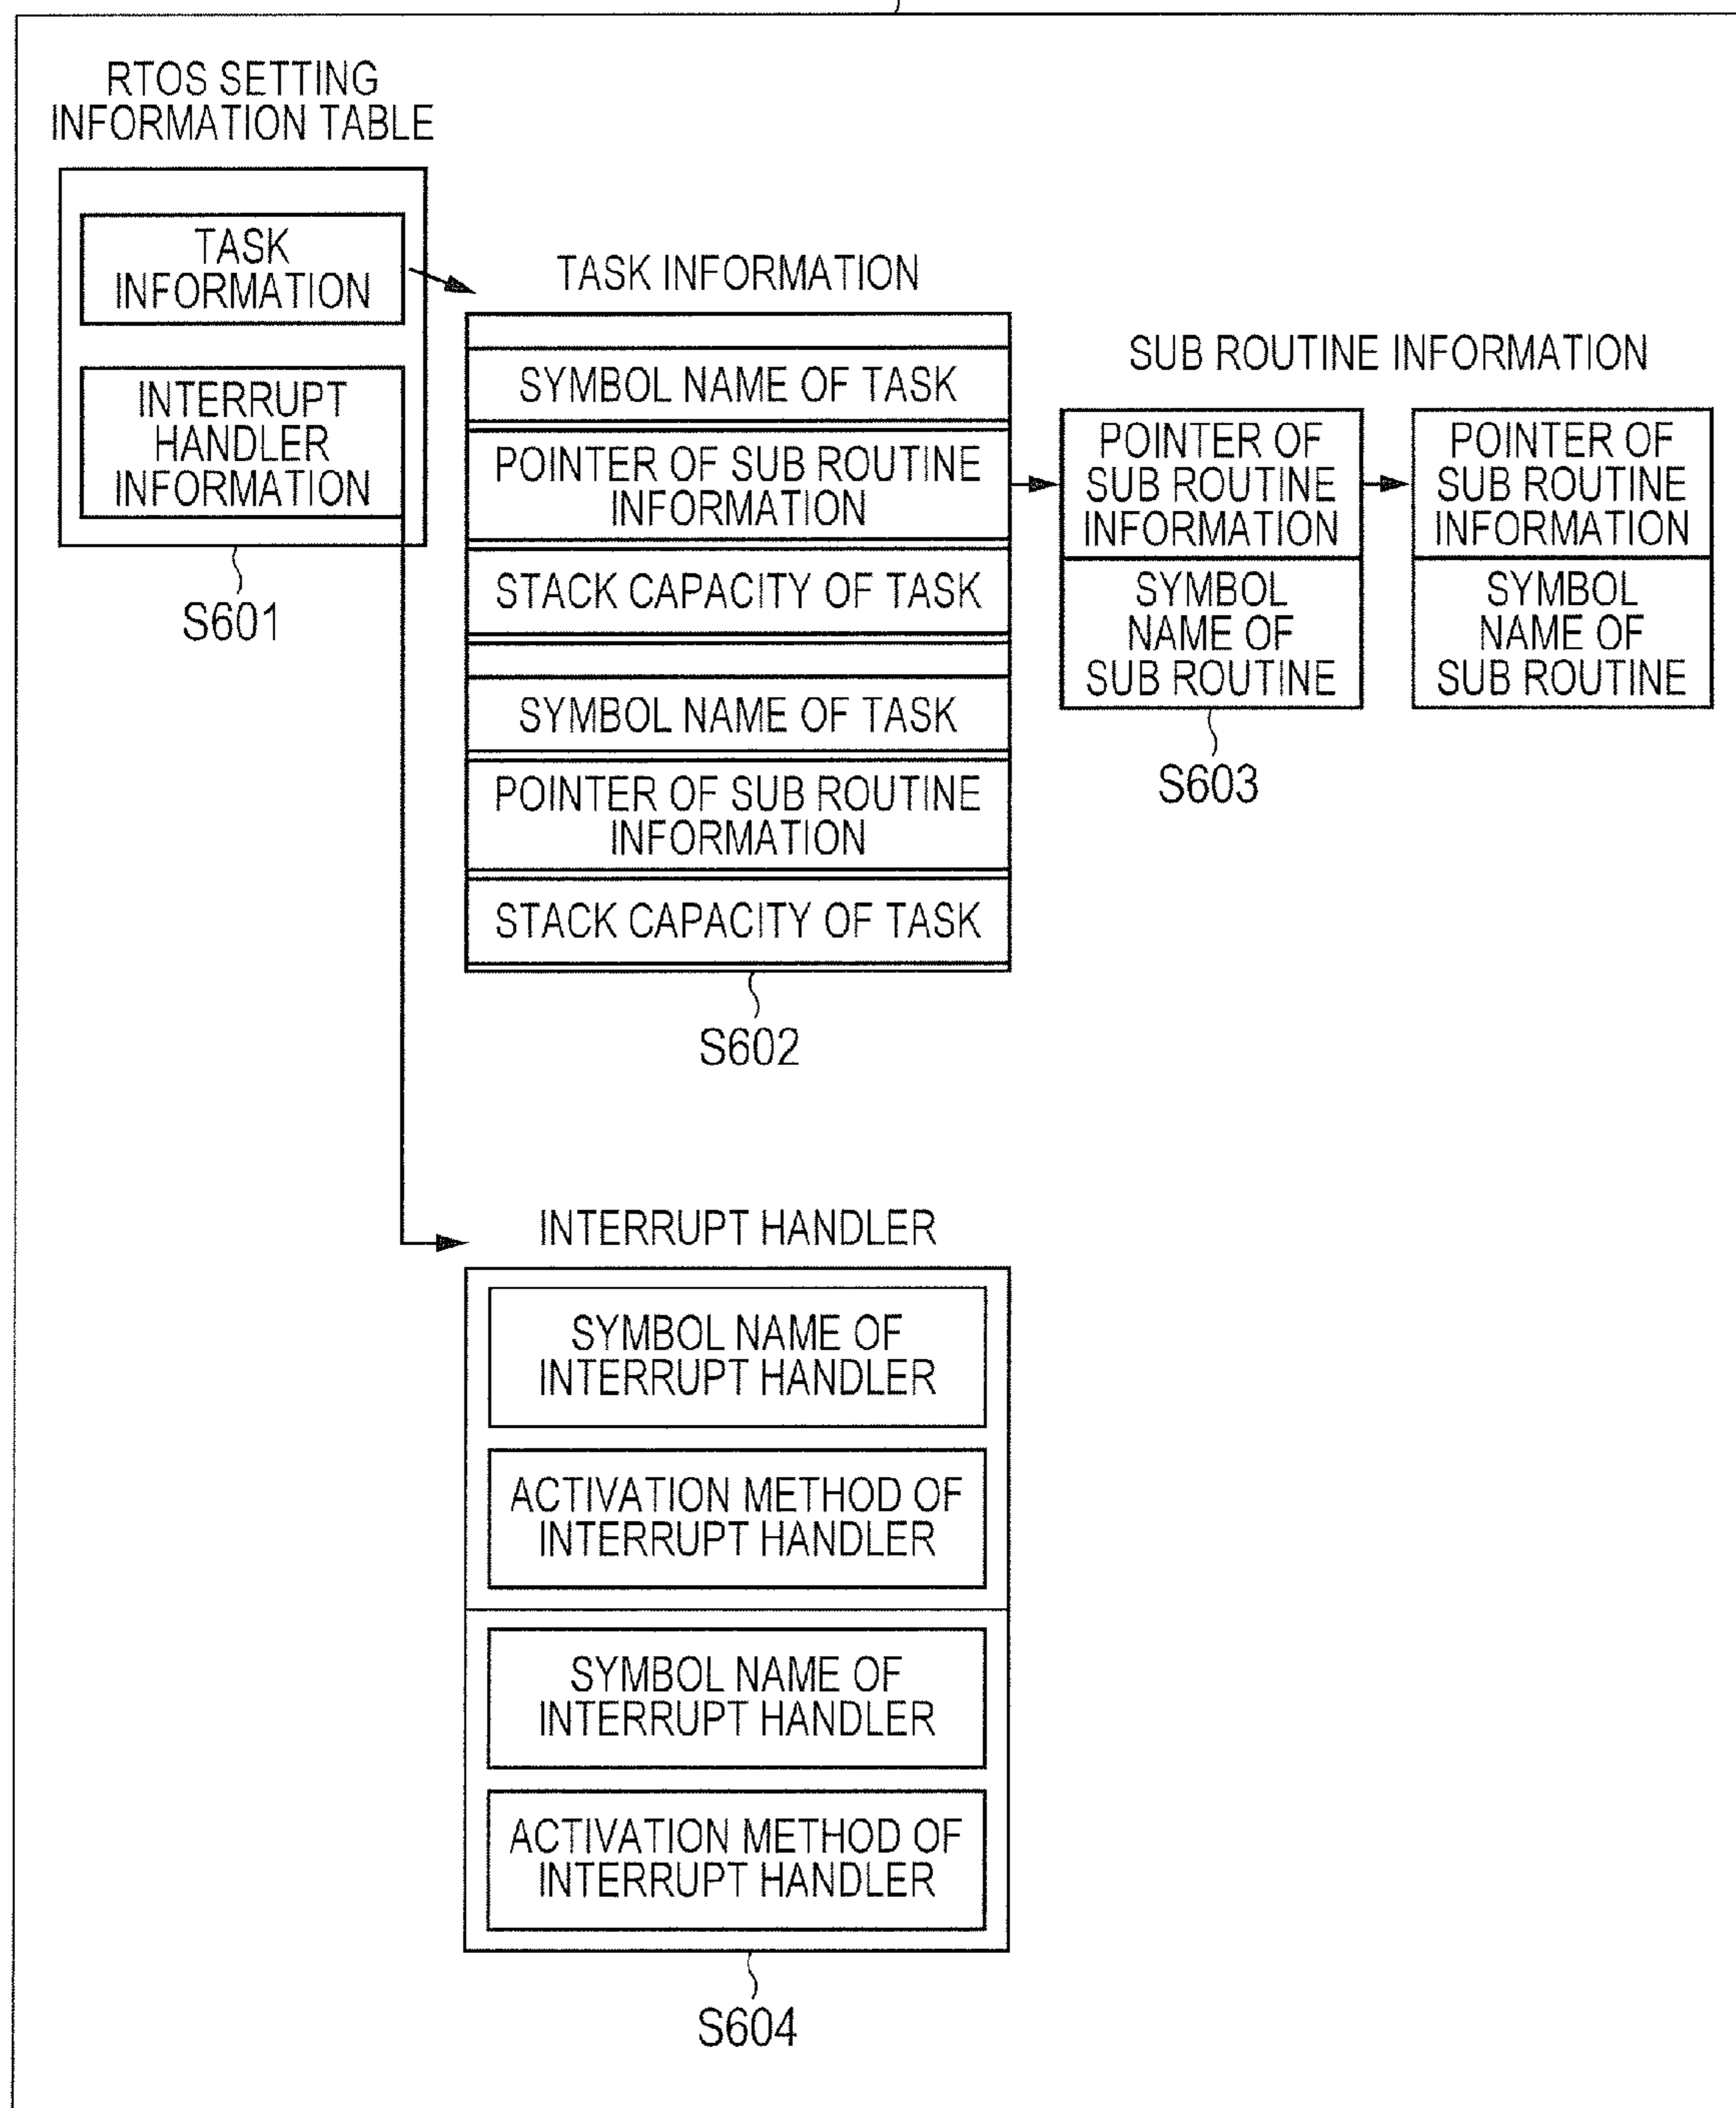 RTOS SETTING
INFORMATION TABLE
TASK
INFORMATION
INTERRUPT
HANDLER
INFORMATION
S601
TASK INFORMATION
SYMBOL NAME OF TASK
POINTER OF SUB ROUTINE
INFORMATION
STACK CAPACITY OF TASK
SYMBOL NAME OF TASK
POINTER OF SUB ROUTINE
INFORMATION
STACK CAPACITY OF TASK
S602
SUB ROUTINE INFORMATION
POINTER OF
SUB ROUTINE
INFORMATION
SYMBOL
NAME OF
SUB ROUTINE
S603
POINTER OF
SUB ROUTINE
INFORMATION
SYMBOL
NAME OF
SUB ROUTINE
INTERRUPT HANDLER
SYMBOL NAME OF
INTERRUPT HANDLER
ACTIVATION METHOD OF
INTERRUPT HANDLER
SYMBOL NAME OF
INTERRUPT HANDLER
ACTIVATION METHOD OF
INTERRUPT HANDLER
S604